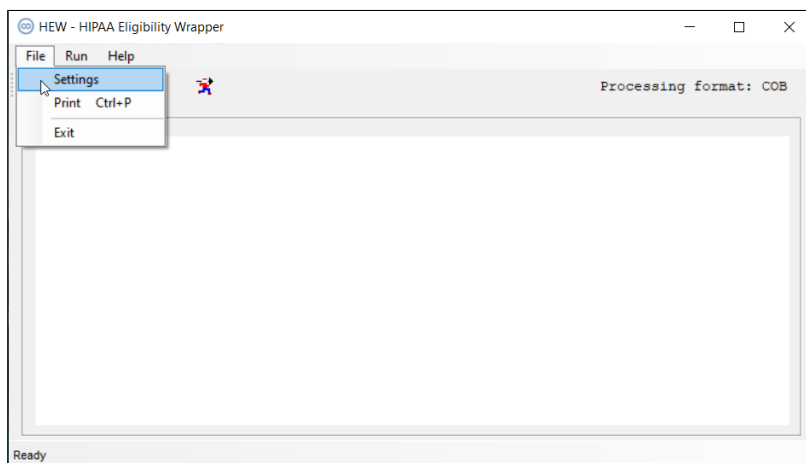 HEW - HIPAA Eligibility Wrapper
File Run Help
Settings
Processing format: COB
Print Ctrl+P
Exit
Ready